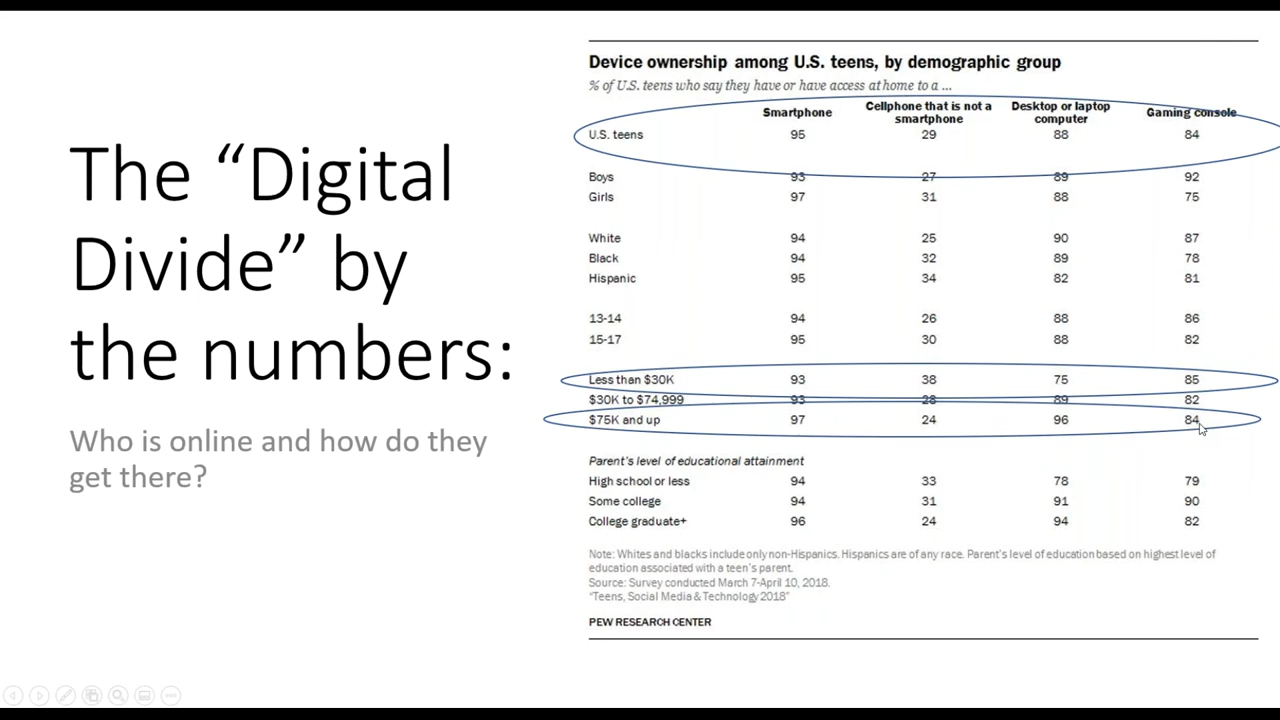 The “Digital
Divide” by
the numbers:
Who is online and how do they
get there?
Device ownership among U.S. teens, by demographic group
% of U.S. teens who say they have or have access at home to a ...
Smartphone Cellphone that is not a smartphone Desktop or laptop computer Gaming console
U.S. teens 95 29 88 84
Boys 93 27 89 92
Girls 97 31 88 75
White 94 25 90 87
Black 94 32 89 78
Hispanic 95 34 82 81
13-14 94 26 88 86
15-17 95 30 88 82
Less than $30K 93 38 75 85
$30K to $74,999 93 28 89 82
$75K and up 97 24 96 84
Parent’s level of educational attainment
High school or less 94 33 78 79
Some college 94 31 91 90
College graduate+ 96 24 94 82
Note: Whites and blacks include only non-Hispanics. Hispanics are of any race. Parent’s level of education based on highest level of
education associated with a teen’s parent.
Source: Survey conducted March 7-April 10, 2018.
“Teens, Social Media & Technology 2018”
PEW RESEARCH CENTER